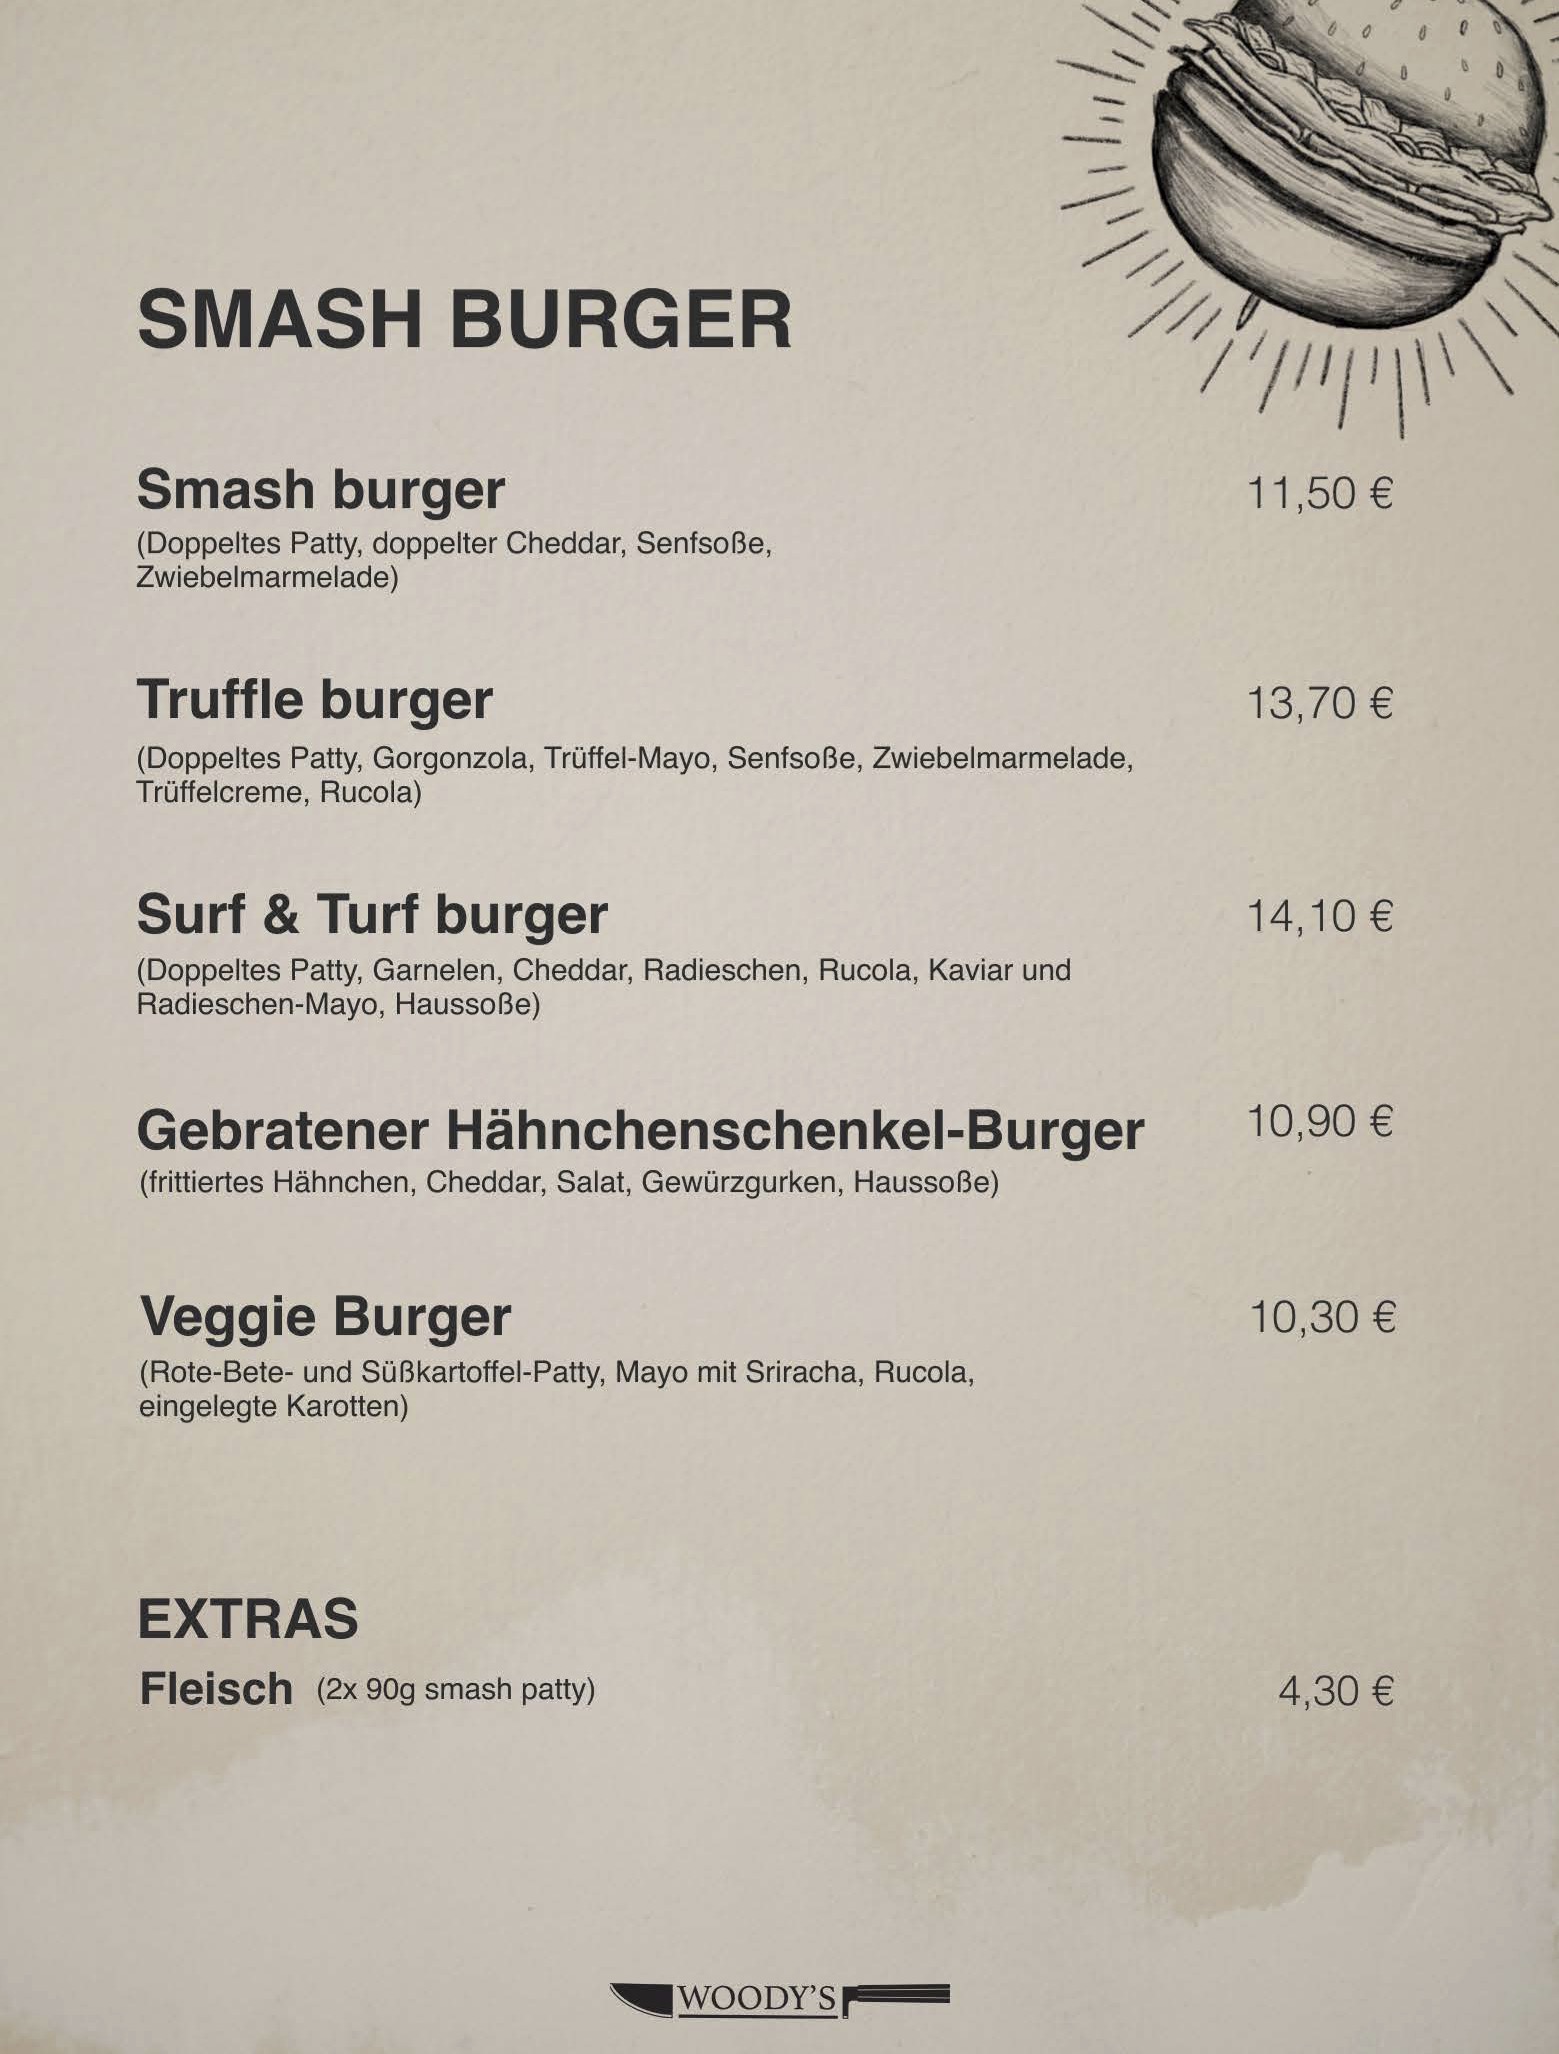 SMASH BURGER
Smash burger 11,50 €
(Doppeltes Patty, doppelter Cheddar, Senfsoße,
Zwiebelmarmelade)
Truffle burger 13,70 €
(Doppeltes Patty, Gorgonzola, Trüffel-Mayo, Senfsoße, Zwiebelmarmelade,
Trüffelcreme, Rucola)
Surf & Turf burger 14,10 €
(Doppeltes Patty, Garnelen, Cheddar, Radieschen, Rucola, Kaviar und
Radieschen-Mayo, Haussoße)
Gebratener Hähnchenschenkel-Burger 10,90 €
(frittiertes Hähnchen, Cheddar, Salat, Gewürzgurken, Haussoße)
Veggie Burger 10,30 €
(Rote-Bete- und Süßkartoffel-Patty, Mayo mit Sriracha, Rucola,
eingelegte Karotten)
EXTRAS
Fleisch (2x 90g smash patty) 4,30 €
WOODY'S